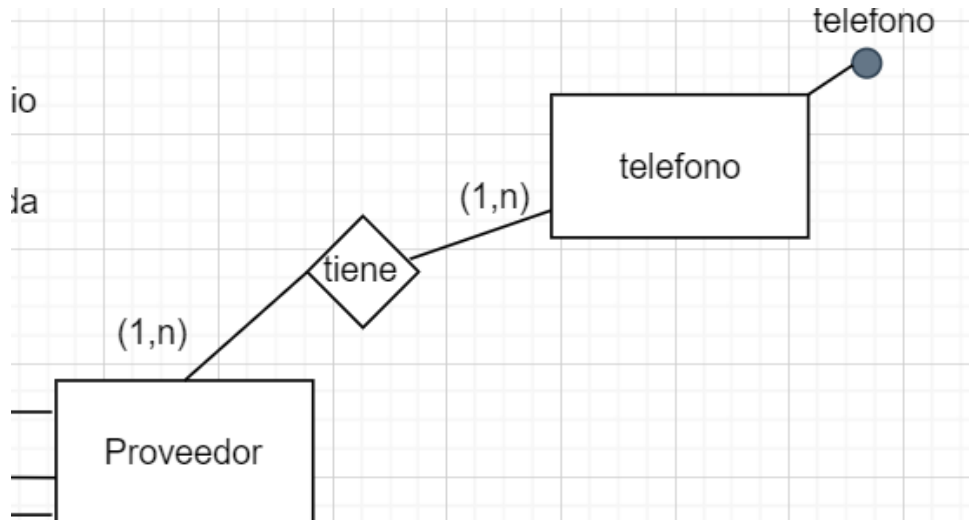 telefono
io
telefono
da
(1,n)
tiene
(1,n)
Proveedor